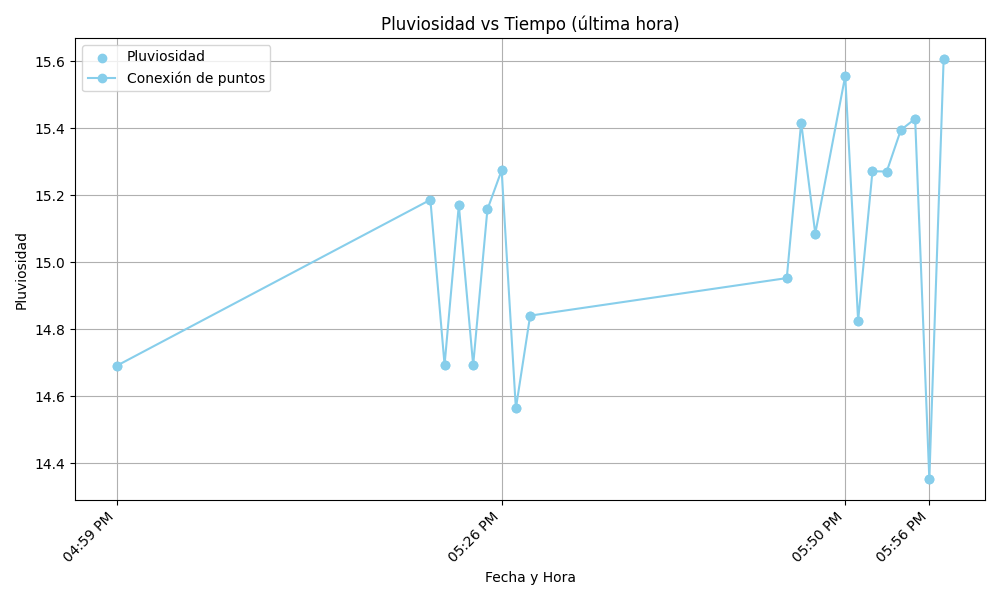 Pluviosidad vs Tiempo (última hora)
Pluviosidad
Conexión de puntos
15.6
15.4
15.2
15.0
14.8
14.6
14.4
Pluviosidad
04:59 PM
05:26 PM
05:50 PM
05:56 PM
Fecha y Hora